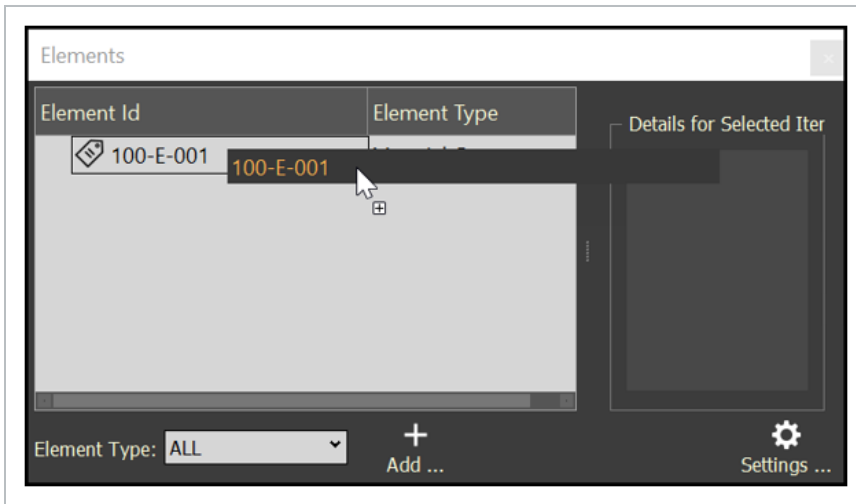 Elements
Element Id
Element Type
Details for Selected Iter
100-E-001
100-E-001
Element Type: ALL
Add ...
Settings ...